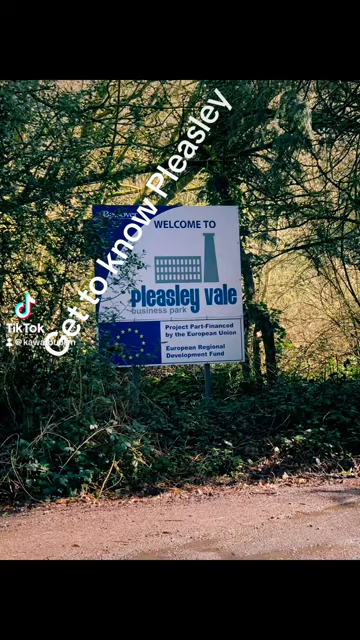 Get to know Pleasley
WELCOME TO
pleasley vale
business park
Project Part-Financed
by the European Union
European Regional
Development Fund
TikTok